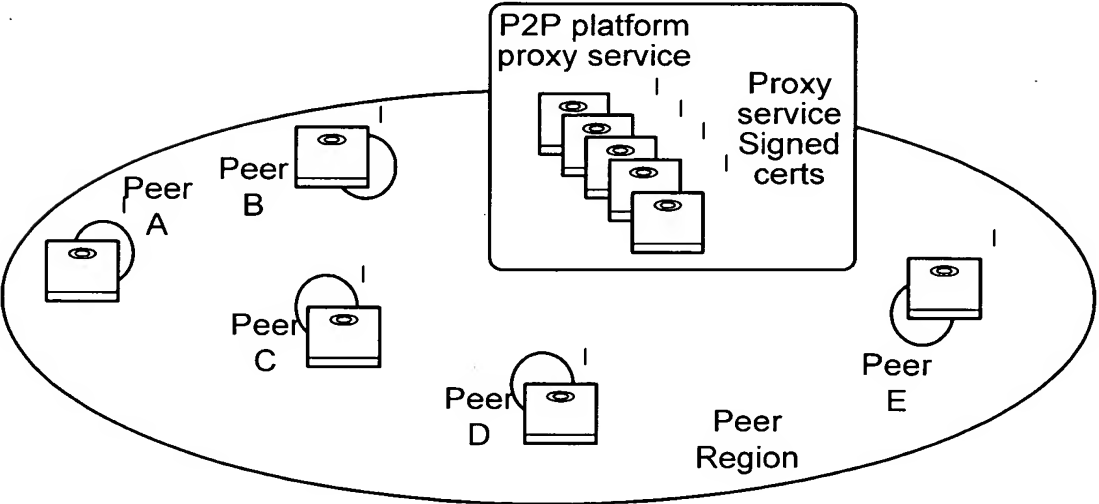 P2P platform
proxy service
Proxy
service
Signed
certs
Peer
B
Peer
A
Peer
C
Peer
D
Peer
E
Peer
Region